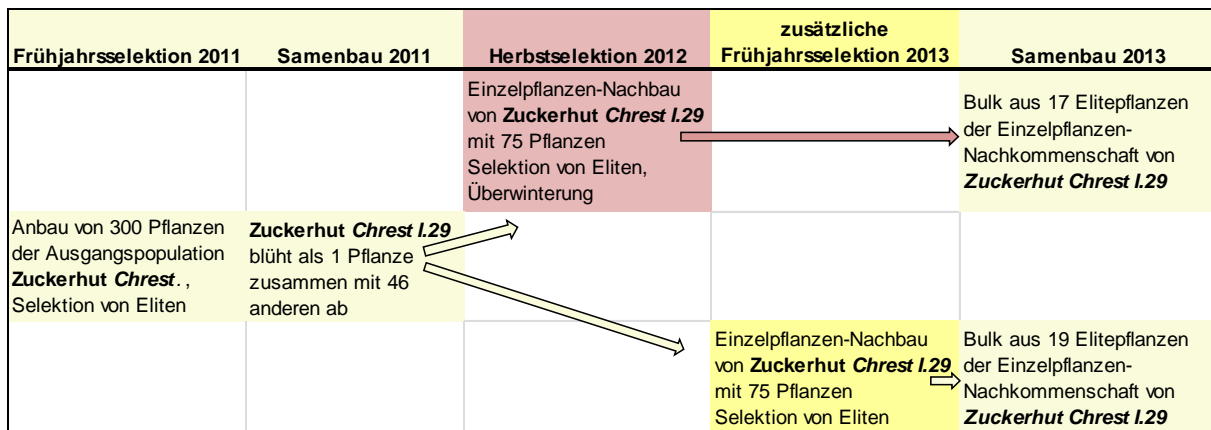 Frühjahrsselektion 2011
Samenbau 2011
Herbstselektion 2012
zusätzliche
Frühjahrsselektion 2013
Samenbau 2013
Einzelpflanzen-Nachbau
von Zuckerhut Chrest I.29
mit 75 Pflanzen
Selektion von Eliten,
Überwinterung
Bulk aus 17 Elitepflanzen
der Einzelpflanzen-
Nachkommenschaft von
Zuckerhut Chrest I.29
Anbau von 300 Pflanzen
der Ausgangspopulation
Zuckerhut Chrest. ,
Selektion von Eliten
Zuckerhut Chrest I.29
blüht als 1 Pflanze
zusammen mit 46
anderen ab
Einzelpflanzen-Nachbau
von Zuckerhut Chrest I.29
mit 75 Pflanzen
Selektion von Eliten
Bulk aus 19 Elitepflanzen
der Einzelpflanzen-
Nachkommenschaft von
Zuckerhut Chrest I.29